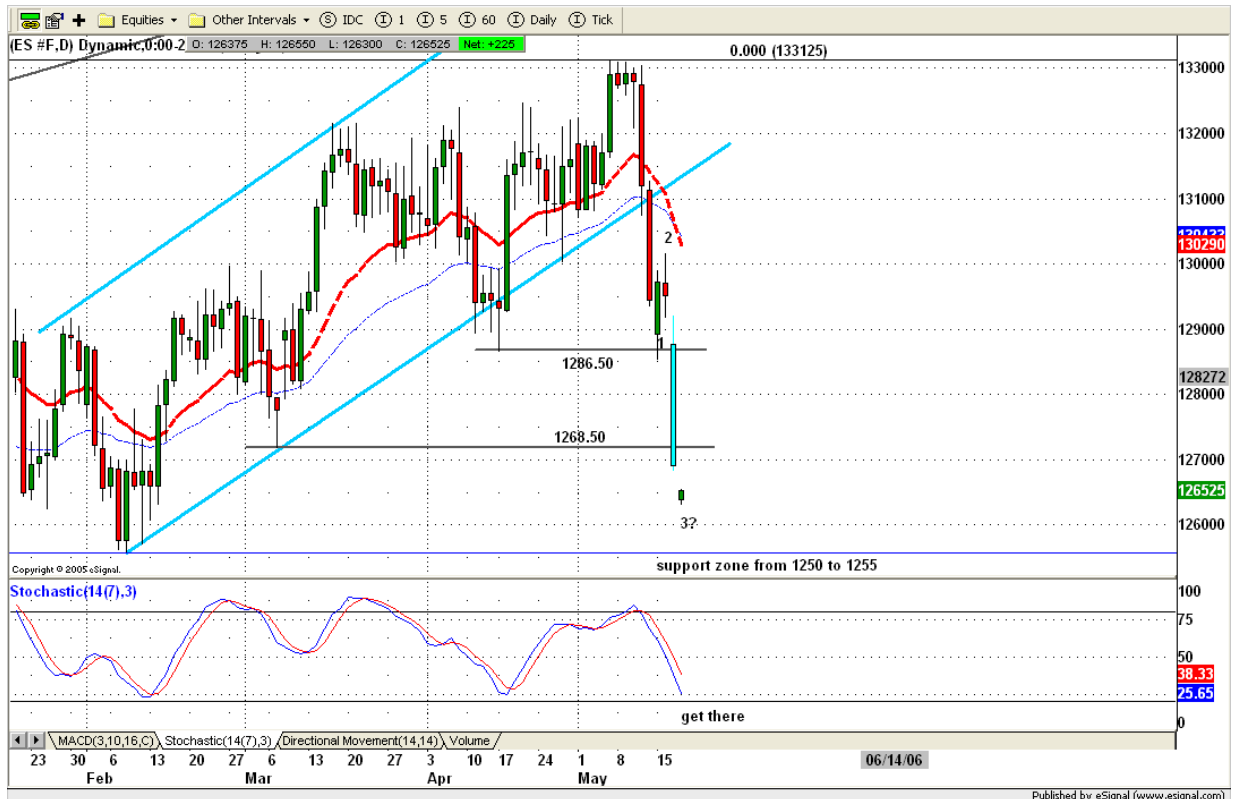 Equities Other Intervals S IDC I 1 I 5 I 60 I Daily I Tick
(ES #F,D) Dynamic,0:00-2 O: 126375 H: 126550 L: 126300 C: 126525 Net: +225
0.000 (133125)
133000
132000
131000
130290
130000
2
129000
1
1286.50
128272
128000
1268.50
127000
126525
3?
126000
support zone from 1250 to 1255
Copyright © 2005 eSignal.
Stochastic(14(7),3)
100
75
50
38.33
25.65
get there
0
MACD(3,10,16,C) Stochastic(14(7),3) Directional Movement(14,14) Volume
23 30 6 13 20 27 6 13 20 27 3 10 17 24 1 8 15 06/14/06
Feb Mar Apr May
Published by eSignal (www.esignal.com)